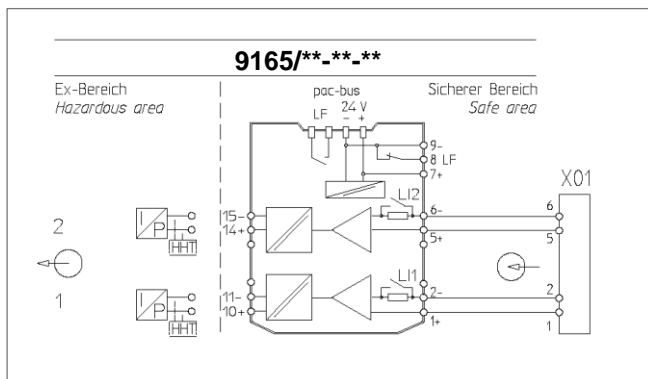 9165/**-**-**
Ex-Bereich
Hazardous area
pac-bus
Sicherer Bereich
Safe area
LF
24 V
- +
9-
8 LF
7+
X01
LI2
15-
14+
6-
5+
6
5
I
P
HHT
2
1
LI1
11-
10+
2-
1+
2
1
I
P
HHT